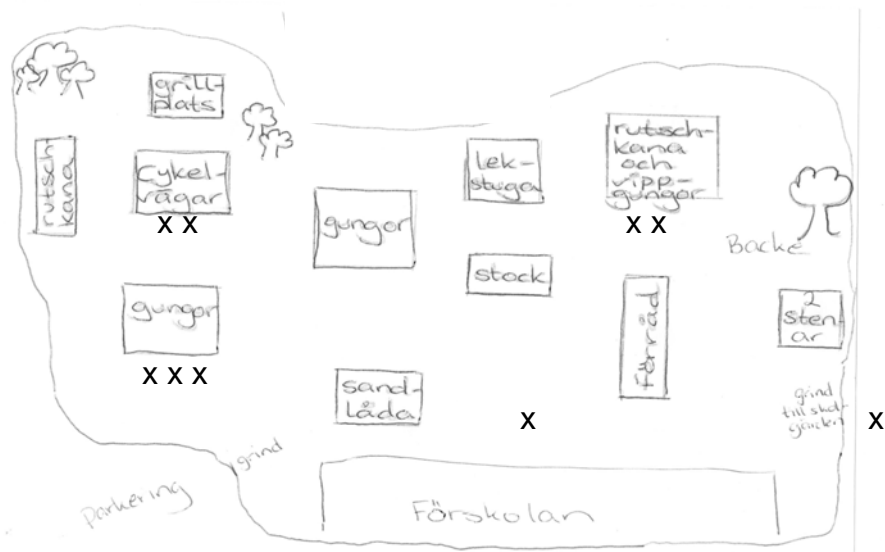 grill-
plats
rutsch-
kana
cykel-
vägar
X X
gungor
lek-
stuga
rutsch-
kana
och
vipp-
gungor
X X
Backe
stock
gungor
X X X
Förråd
2
sten-
ar
sand-
låda
X
grind
till skol-
gården
X
grind
parkering
Förskolan